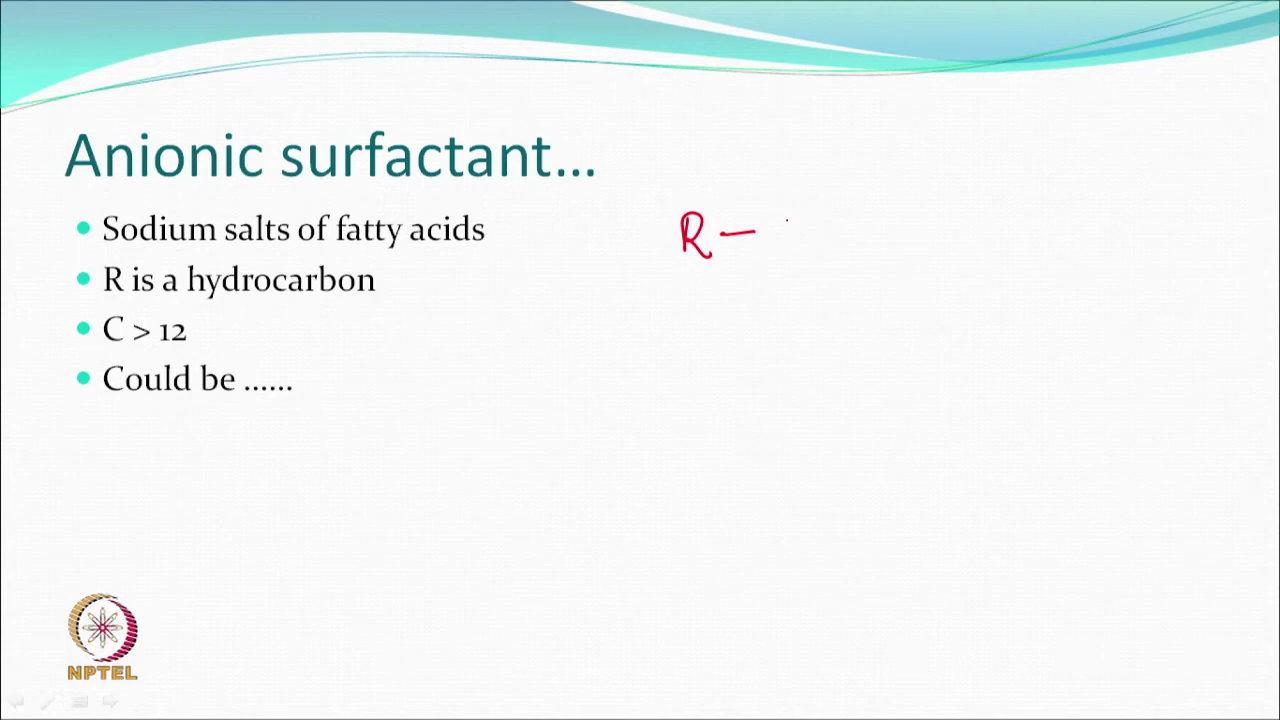 Anionic surfactant...
Sodium salts of fatty acids
R —
R is a hydrocarbon
C > 12
Could be ......
NPTEL